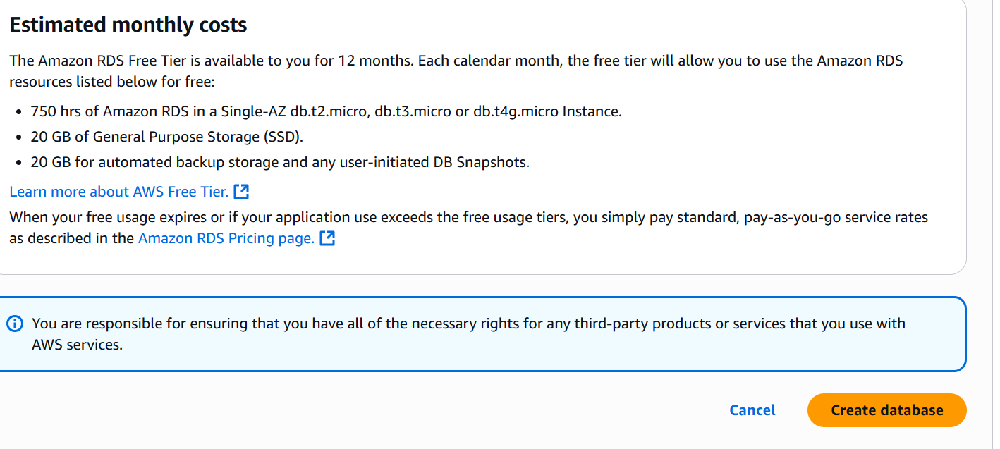 Estimated monthly costs
The Amazon RDS Free Tier is available to you for 12 months. Each calendar month, the free tier will allow you to use the Amazon RDS
resources listed below for free:
• 750 hrs of Amazon RDS in a Single-AZ db.t2.micro, db.t3.micro or db.t4g.micro Instance.
• 20 GB of General Purpose Storage (SSD).
• 20 GB for automated backup storage and any user-initiated DB Snapshots.
Learn more about AWS Free Tier.
When your free usage expires or if your application use exceeds the free usage tiers, you simply pay standard, pay-as-you-go service rates
as described in the Amazon RDS Pricing page.
You are responsible for ensuring that you have all of the necessary rights for any third-party products or services that you use with
AWS services.
Cancel Create database